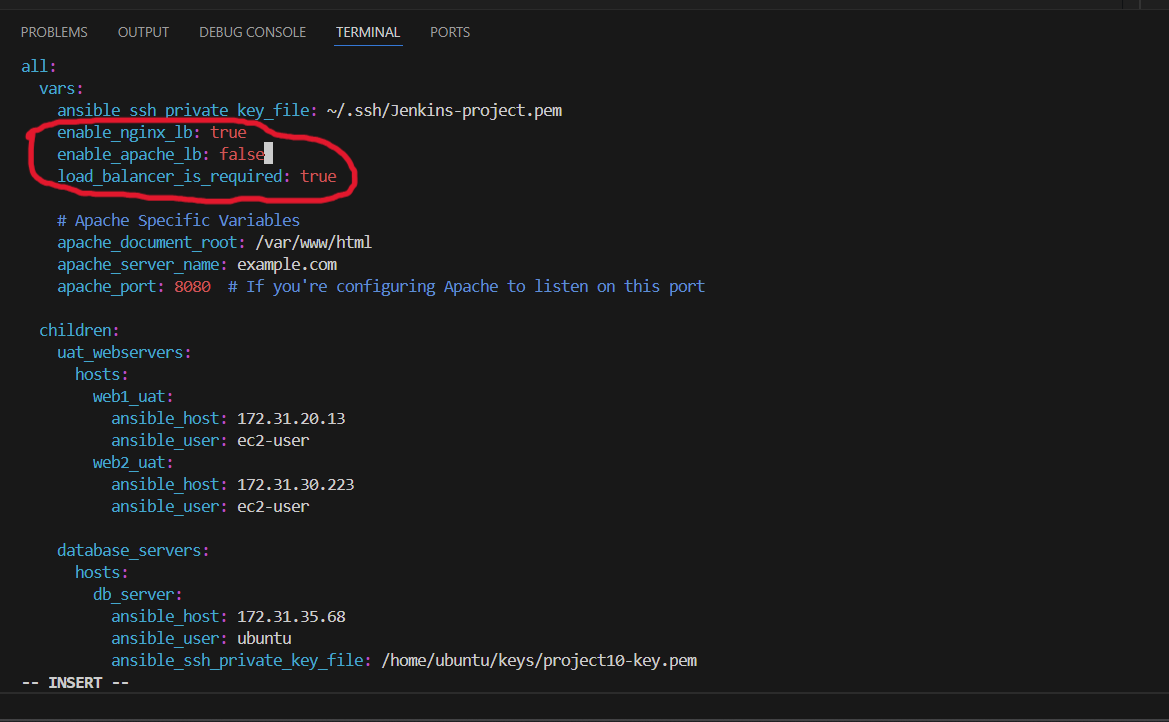 PROBLEMS OUTPUT DEBUG CONSOLE TERMINAL PORTS
all:
  vars:
    ansible_ssh_private_key_file: ~/.ssh/Jenkins-project.pem
    enable_nginx_lb: true
    enable_apache_lb: false
    load_balancer_is_required: true

    # Apache Specific Variables
    apache_document_root: /var/www/html
    apache_server_name: example.com
    apache_port: 8080  # If you're configuring Apache to listen on this port

  children:
    uat_webservers:
      hosts:
        web1_uat:
          ansible_host: 172.31.20.13
          ansible_user: ec2-user
        web2_uat:
          ansible_host: 172.31.30.223
          ansible_user: ec2-user

    database_servers:
      hosts:
        db_server:
          ansible_host: 172.31.35.68
          ansible_user: ubuntu
          ansible_ssh_private_key_file: /home/ubuntu/keys/project10-key.pem
-- INSERT --